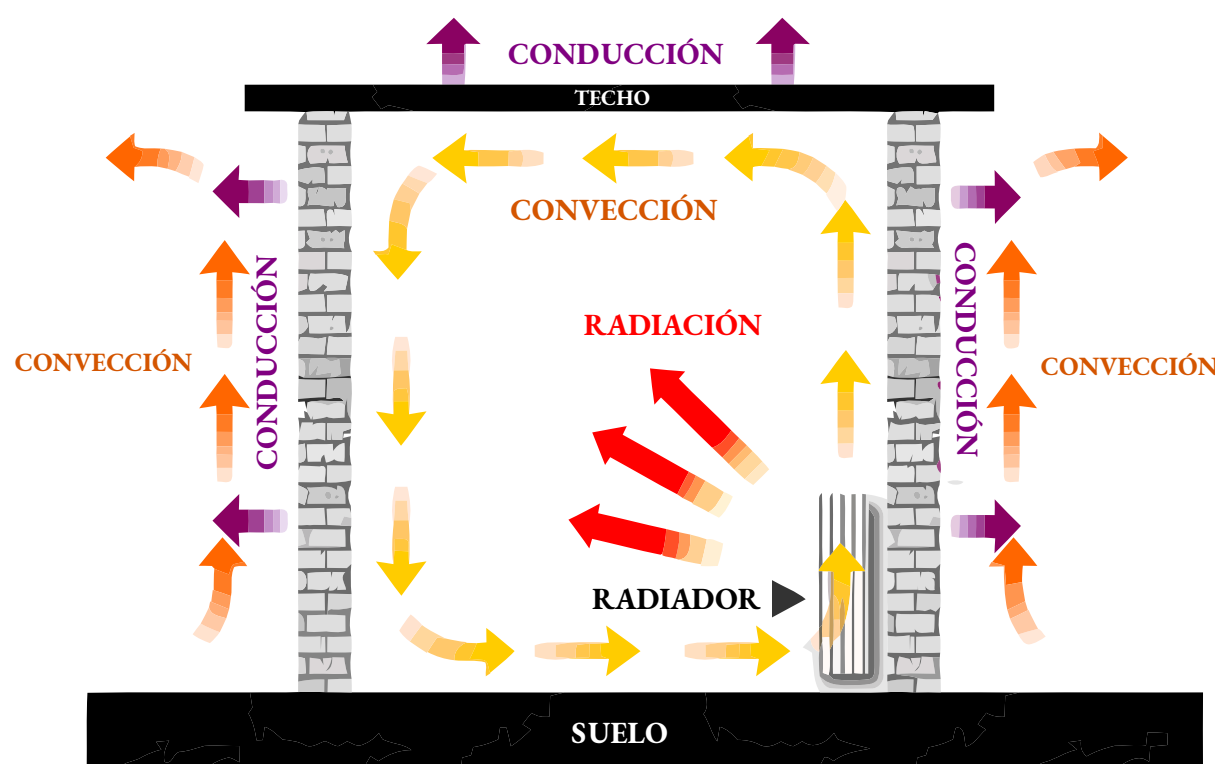 CONDUCCIÓN
TECHO
CONVECCIÓN
RADIACIÓN
CONVECCIÓN
CONDUCCIÓN
CONDUCCIÓN
CONVECCIÓN
RADIADOR
SUELO